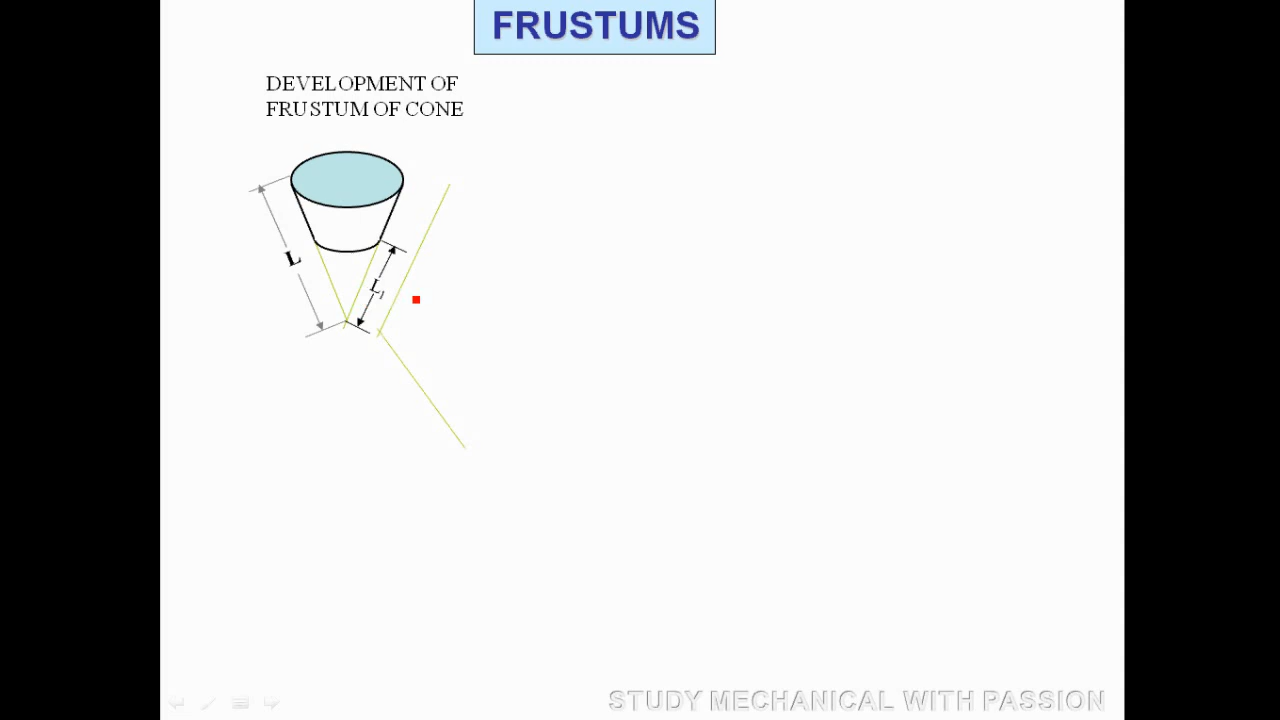 FRUSTUMS
DEVELOPMENT OF
FRUSTUM OF CONE
L
L₁
STUDY MECHANICAL WITH PASSION